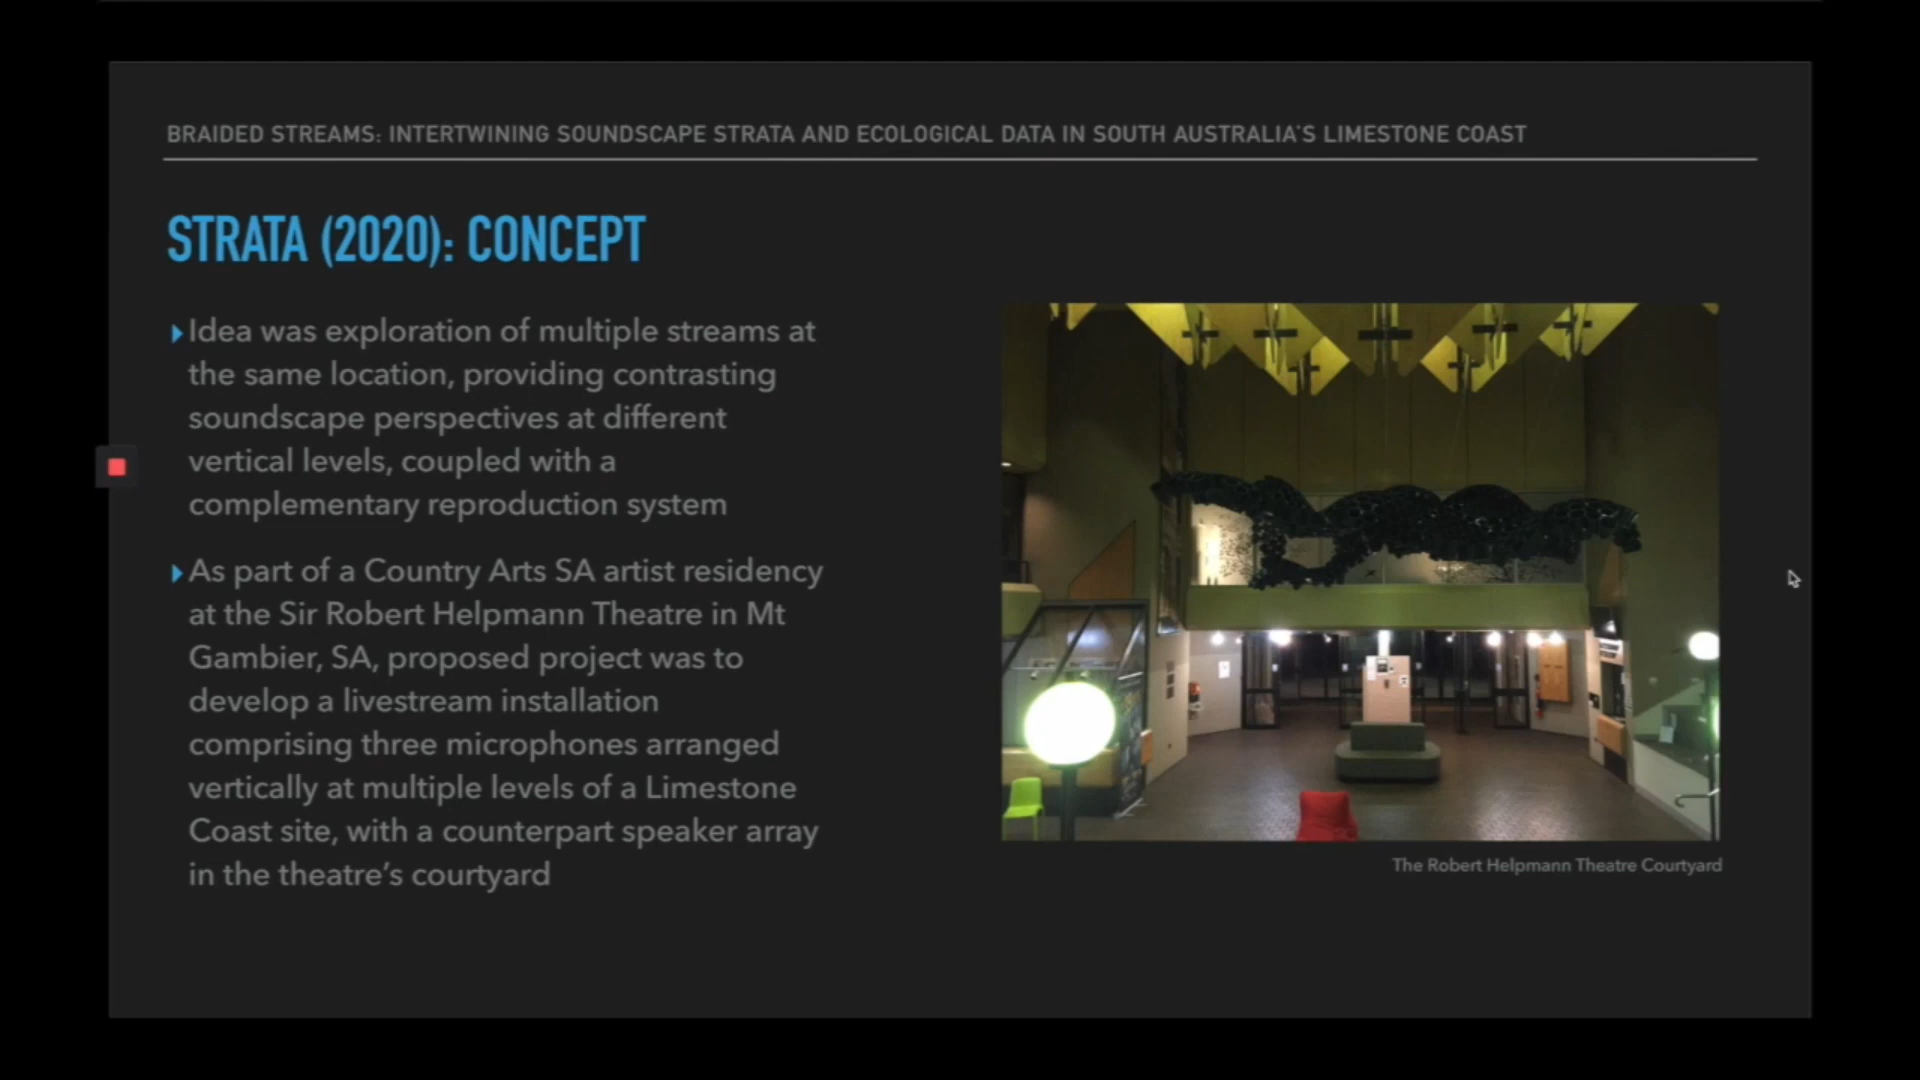 BRAIDED STREAMS: INTERTWINING SOUNDSCAPE STRATA AND ECOLOGICAL DATA IN SOUTH AUSTRALIA'S LIMESTONE COAST
STRATA (2020): CONCEPT
Idea was exploration of multiple streams at
the same location, providing contrasting
soundscape perspectives at different
vertical levels, coupled with a
complementary reproduction system
As part of a Country Arts SA artist residency
at the Sir Robert Helpmann Theatre in Mt
Gambier, SA, proposed project was to
develop a livestream installation
comprising three microphones arranged
vertically at multiple levels of a Limestone
Coast site, with a counterpart speaker array
in the theatre’s courtyard
The Robert Helpmann Theatre Courtyard